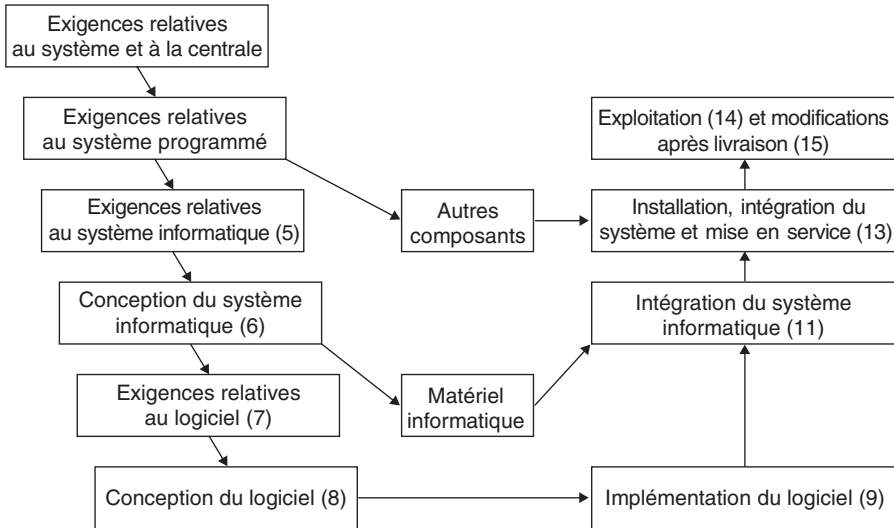 Exigences relatives
au système et à la centrale
Exigences relatives
au système programmé
Exploitation (14) et modifications
après livraison (15)
Exigences relatives
au système informatique (5)
Autres
composants
Installation, intégration du
système et mise en service (13)
Conception du système
informatique (6)
Intégration du système
informatique (11)
Exigences relatives
au logiciel (7)
Matériel
informatique
Conception du logiciel (8)
Implémentation du logiciel (9)